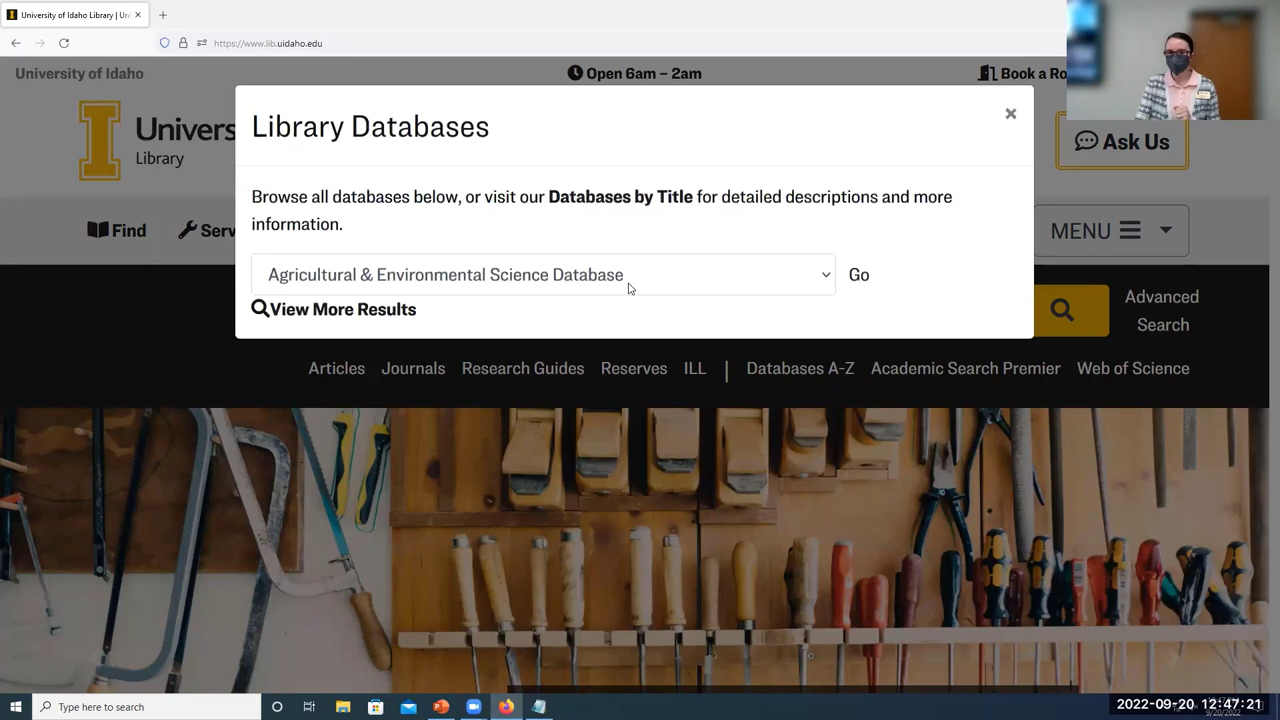 University of Idaho Library | Un
https://www.lib.uidaho.edu
University of Idaho
Open 6am – 2am
Book a Ro
Library Databases
Univers
Library
Ask Us
Browse all databases below, or visit our Databases by Title for detailed descriptions and more
information.
Find
Serv
MENU
Agricultural & Environmental Science Database
Go
View More Results
Advanced
Search
Articles
Journals
Research Guides
Reserves
ILL
|
Databases A-Z
Academic Search Premier
Web of Science
Type here to search
2022-09-20 12:47:21